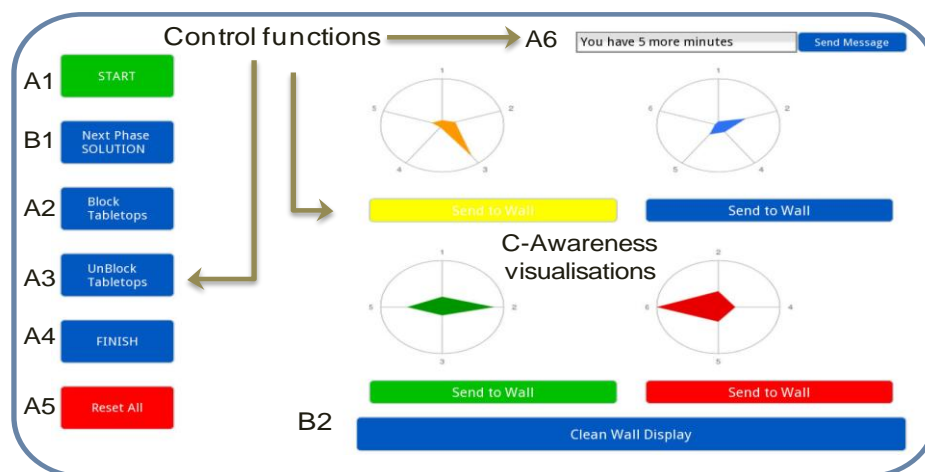 Control functions
A6
You have 5 more minutes
Send Message
A1
START
B1
Next Phase
SOLUTION
A2
Block
Tabletops
A3
UnBlock
Tabletops
A4
FINISH
A5
Reset All
1
2
3
4
5
Send to Wall
1
2
4
5
6
Send to Wall
C-Awareness
visualisations
1
2
3
5
Send to Wall
2
4
5
6
Send to Wall
B2
Clean Wall Display